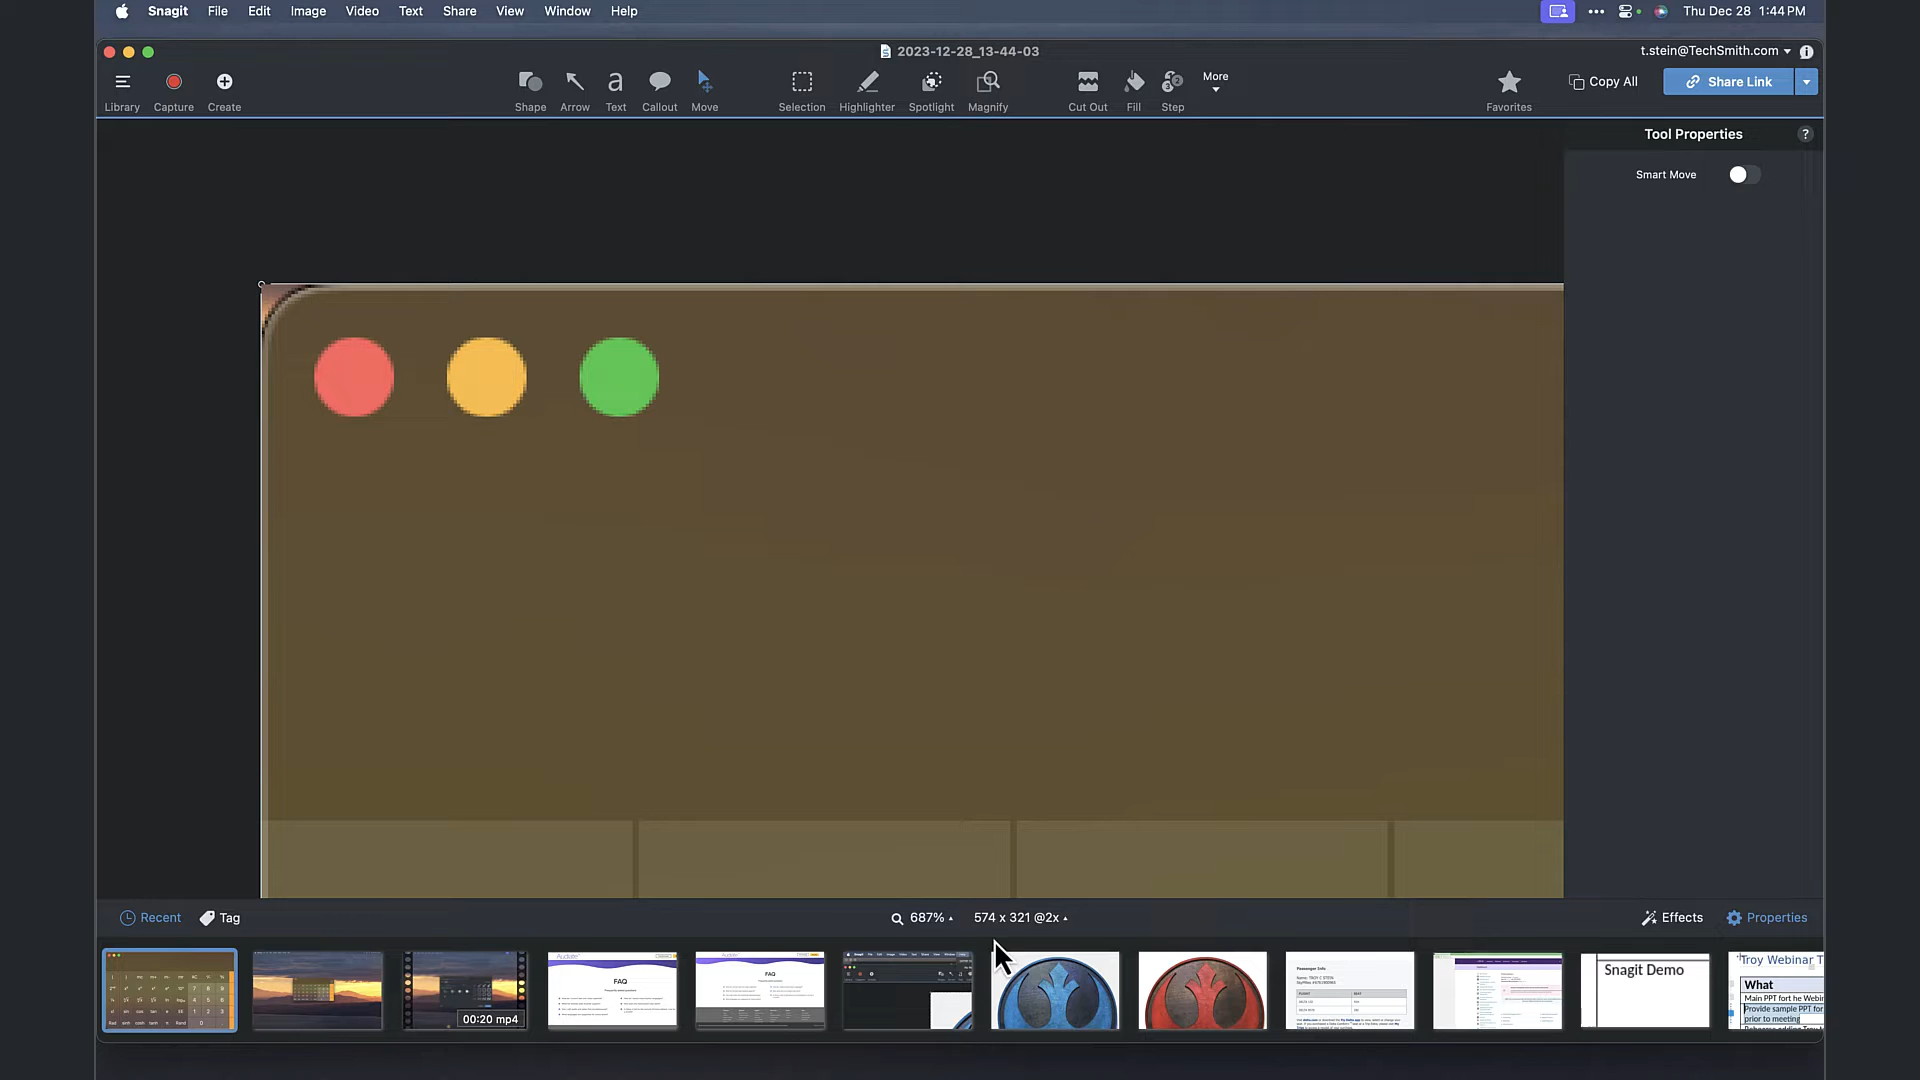 Snagit File Edit Image Video Text Share View Window Help Thu Dec 28 1:44 PM
2023-12-28_13-44-03 t.stein@TechSmith.com
Library Capture Create Shape Arrow Text Callout Move Selection Highlighter Spotlight Magnify Cut Out Fill Step More Favorites Copy All Share Link
Tool Properties ?
Smart Move
Recent Tag 687% 574 x 321 @2x Effects Properties
00:20 mp4
Audiate
FAQ
FAQ
Passenger Info
Snagit Demo
Troy Webinar T
What
Main PPT fort he Webin
Provide sample PPT for
prior to meeting